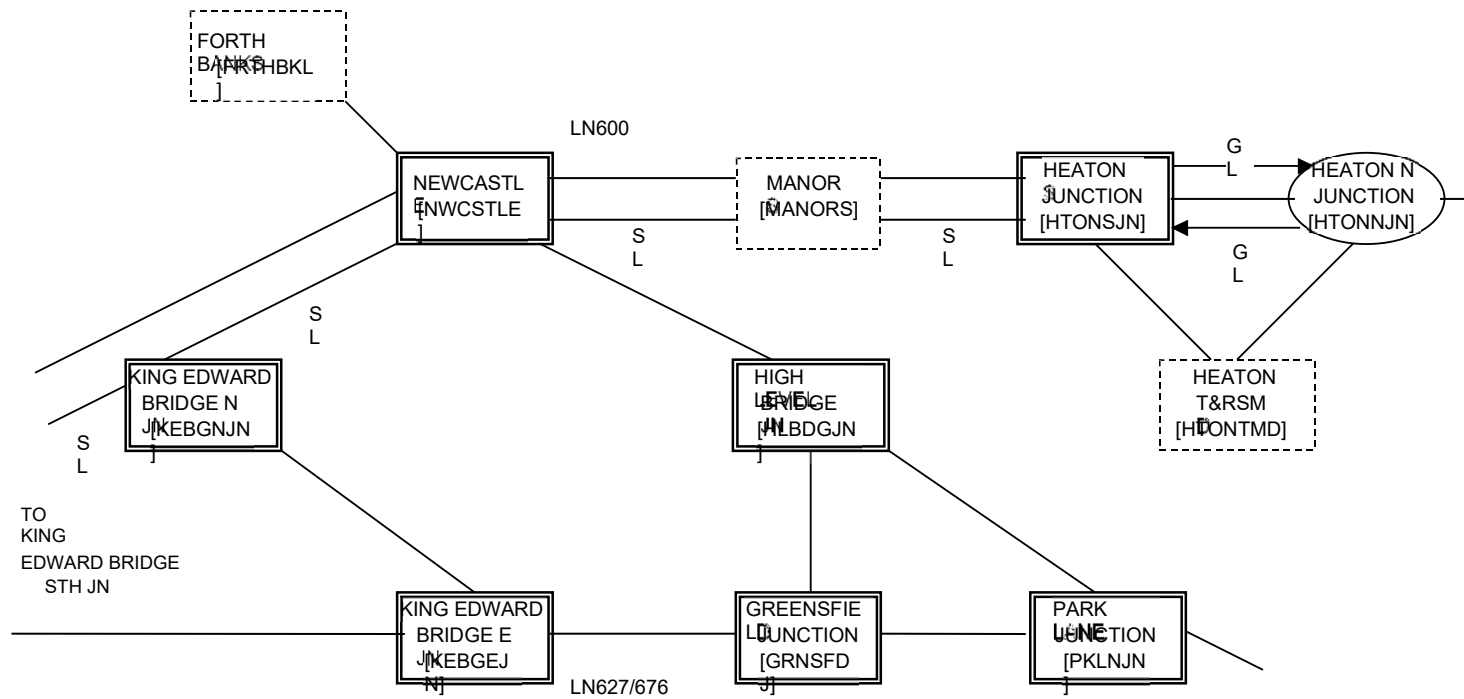 FORTH
BANKS
[FRTHBKL
]
LN600
G
L
NEWCASTL
E
[NWCSTLE
]
MANOR
S
[MANORS]
HEATON
S
JUNCTION
[HTONSJN]
HEATON N
JUNCTION
[HTONNJN]
S
L
S
L
G
L
S
L
KING EDWARD
BRIDGE N
JN
[KEBGNJN
]
HIGH
LEVEL
BRIDGE
JN
[HLBDGJN
]
HEATON
T&RSM
D
[HTONTMD]
S
L
TO
KING
EDWARD BRIDGE
STH JN
KING EDWARD
BRIDGE E
JN
[KEBGEJ
N]
GREENSFIE
LD
JUNCTION
[GRNSFD
J]
PARK
LANE
JUNCTION
[PKLNJN
]
LN627/676